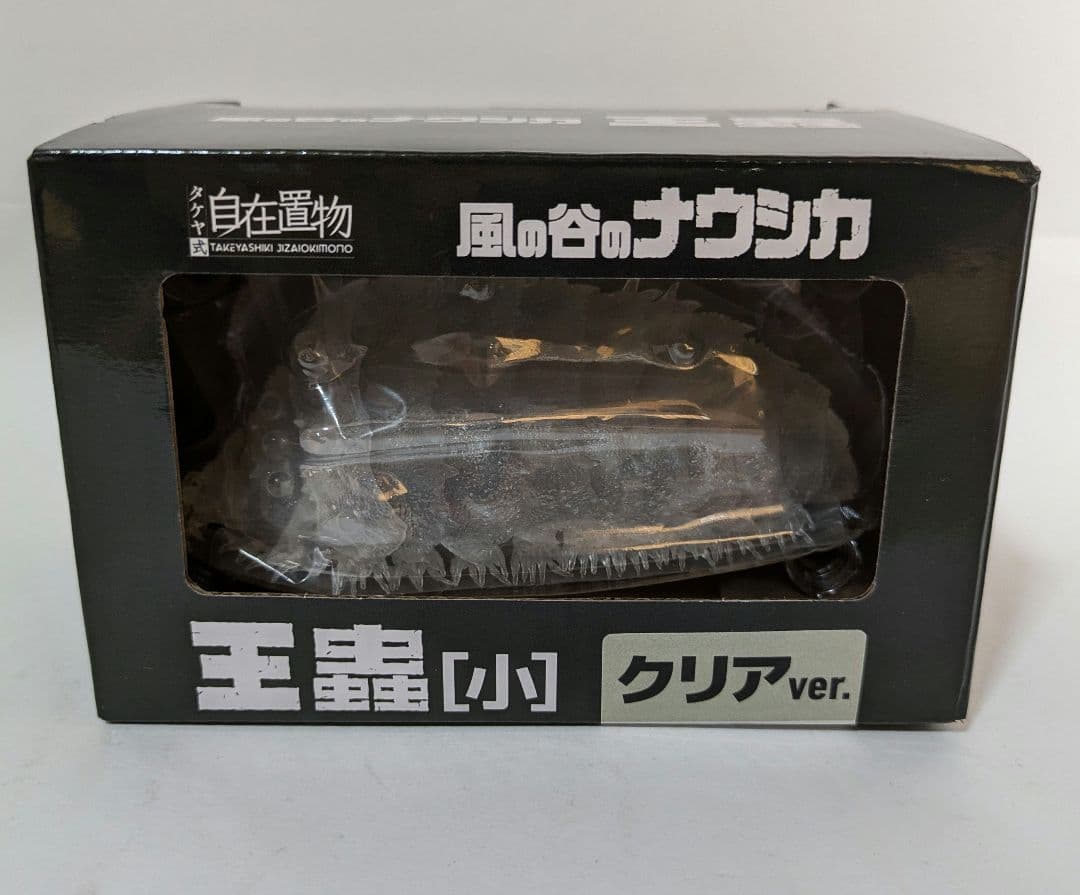 タケヤ式
自在置物
TAKEYASHIKI JIZAIOKIMONO
風の谷のナウシカ
王蟲[小]
クリアver.